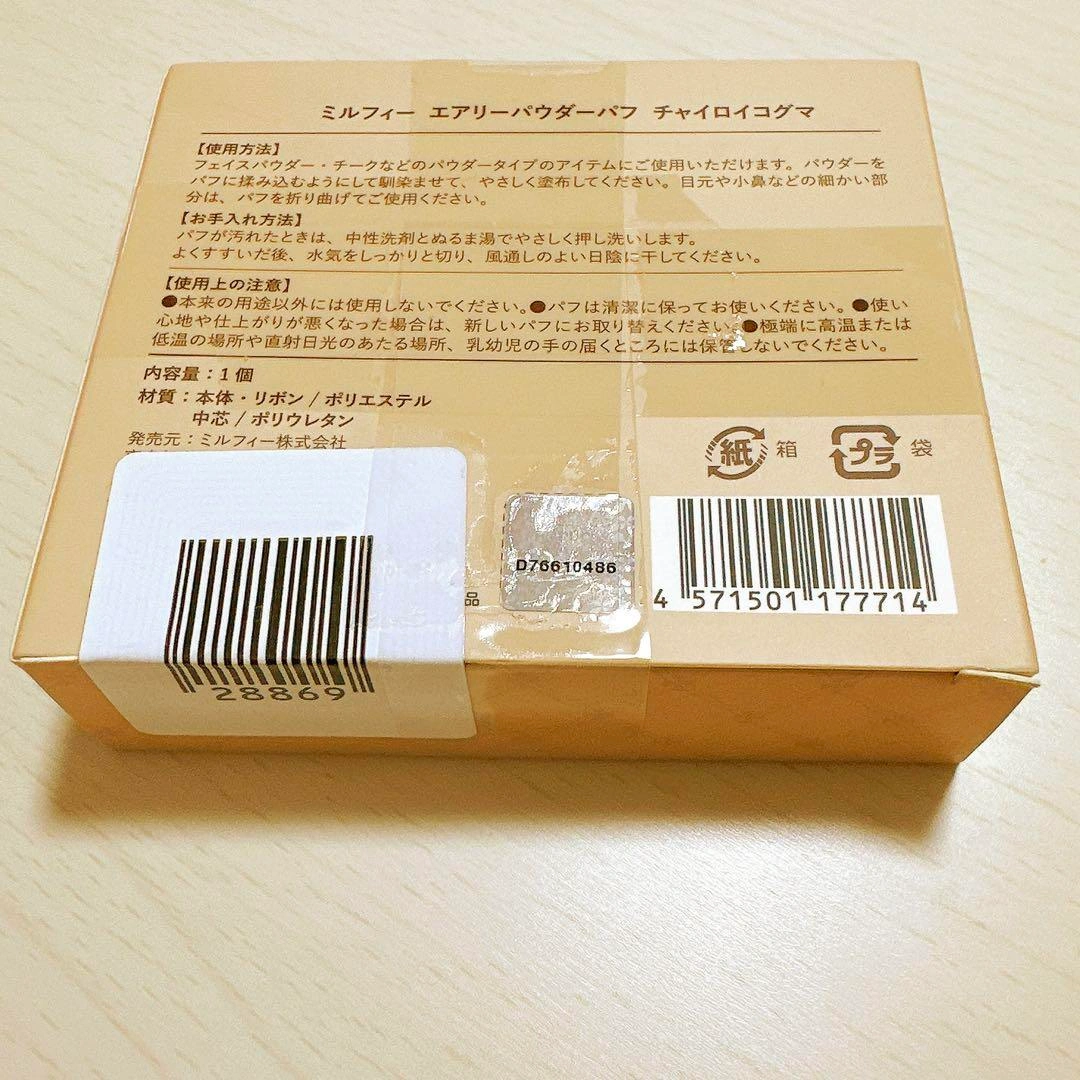 ミルフィー エアリーパウダーパフ チャイロイコグマ
【使用方法】
フェイスパウダー・チークなどのパウダータイプのアイテムにご使用いただけます。パウダーを
パフに揉み込むようにして馴染ませて、やさしく塗布してください。目元や小鼻などの細かい部
分は、パフを折り曲げてご使用ください。
【お手入れ方法】
パフが汚れたときは、中性洗剤とぬるま湯でやさしく押し洗いします。
よくすすいだ後、水気をしっかりと切り、風通しのよい日陰に干してください。
【使用上の注意】
●本来の用途以外には使用しないでください。●パフは清潔に保ってお使いください。●使い
心地や仕上がりが悪くなった場合は、新しいパフにお取り替えください。●極端に高温または
低温の場所や直射日光のあたる場所、乳幼児の手の届くところには保管しないでください。
内容量：1個
材質：本体・リボン / ポリエステル
中芯 / ポリウレタン
発売元：ミルフィー株式会社
紙 箱 プラ 袋
品
D76610486
4 571501 177714
28869